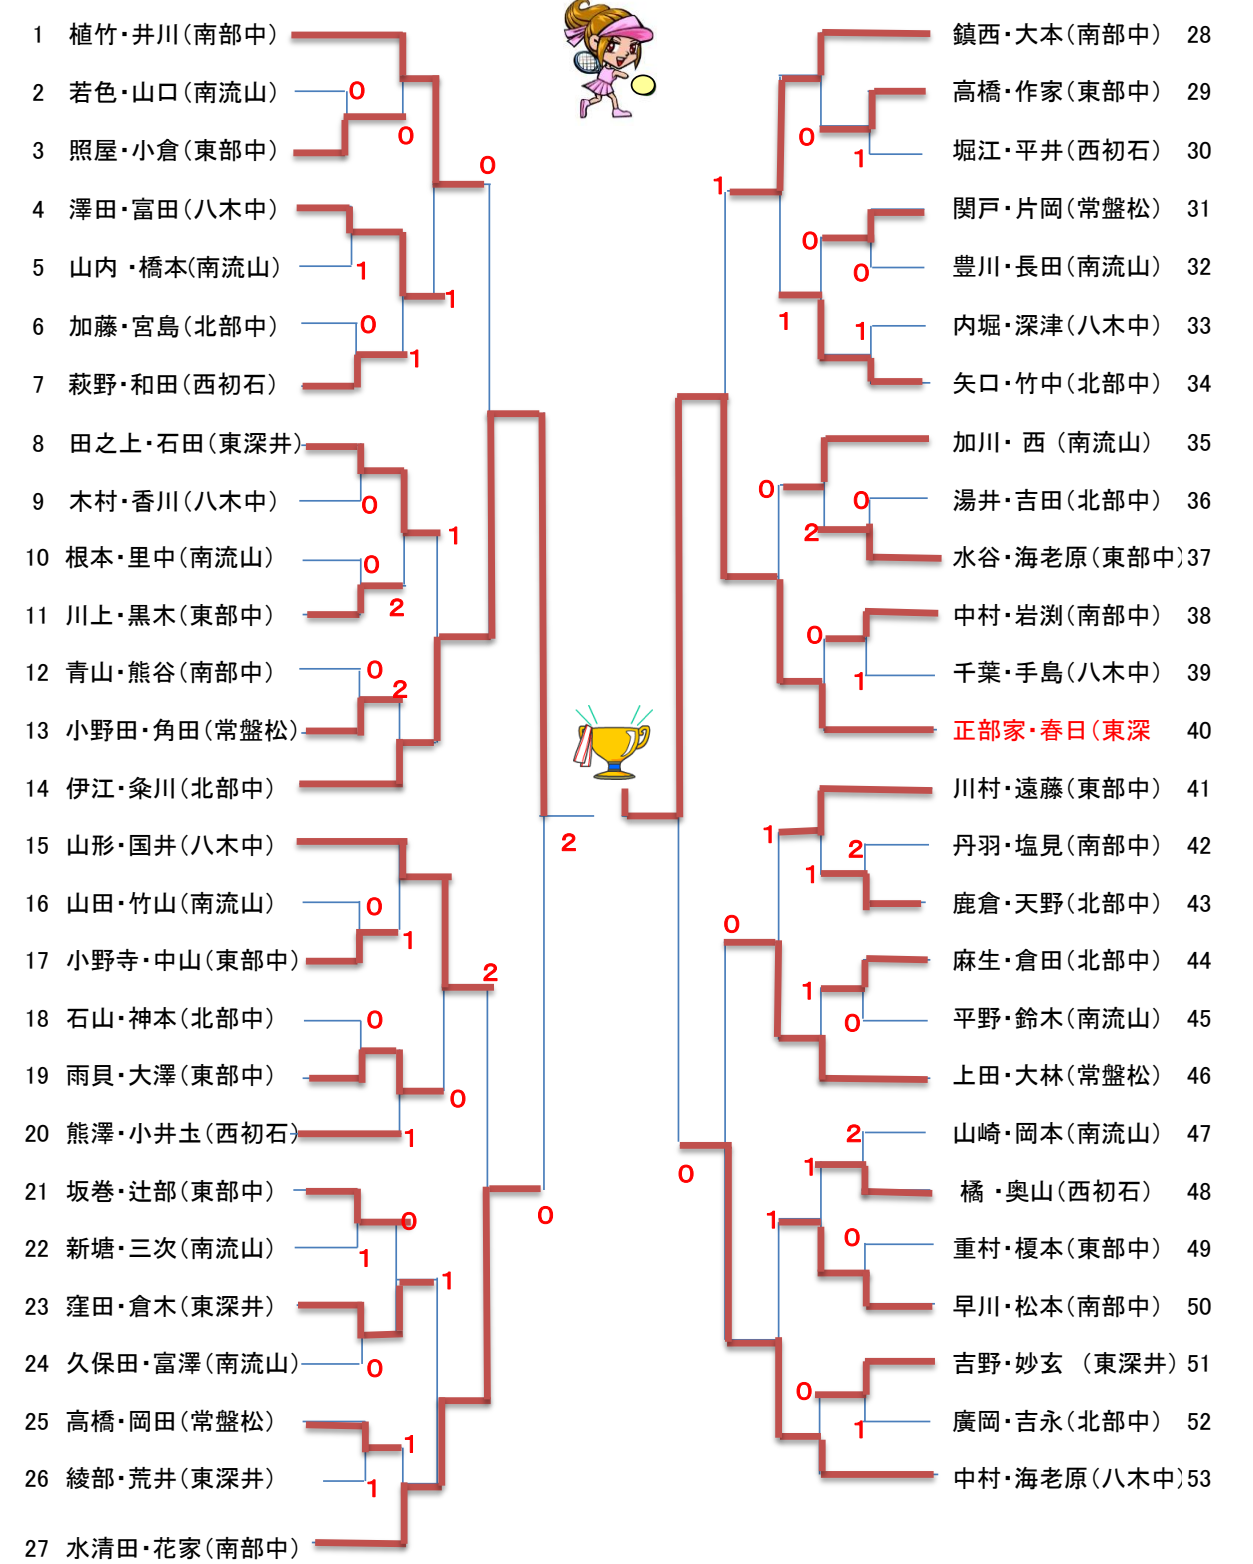 1 植竹・井川(南部中)
2 若色・山口(南流山)
0
3 照屋・小倉(東部中)
0
0
4 澤田・富田(八木中)
5 山内 ・橋本(南流山)
1
1
6 加藤・宮島(北部中)
0
1
7 萩野・和田(西初石)
8 田之上・石田(東深井)
9 木村・香川(八木中)
0
1
10 根本・里中(南流山)
0
2
11 川上・黒木(東部中)
12 青山・熊谷(南部中)
0
2
13 小野田・角田(常盤松)
14 伊江・粂川(北部中)
2
15 山形・国井(八木中)
16 山田・竹山(南流山)
0
1
17 小野寺・中山(東部中)
2
18 石山・神本(北部中)
0
19 雨貝・大澤(東部中)
0
20 熊澤・小井圡(西初石)
1
21 坂巻・辻部(東部中)
0
0
22 新塘・三次(南流山)
1
1
23 窪田・倉木(東深井)
24 久保田・富澤(南流山)
0
25 高橋・岡田(常盤松)
1
26 綾部・荒井(東深井)
1
27 水清田・花家(南部中)
鎮西・大本(南部中) 28
高橋・作家(東部中) 29
0
1
堀江・平井(西初石) 30
1
関戸・片岡(常盤松) 31
0
0
豊川・長田(南流山) 32
1
1
内堀・深津(八木中) 33
矢口・竹中(北部中) 34
加川・ 西 (南流山) 35
0
0
湯井・吉田(北部中) 36
2
水谷・海老原(東部中) 37
中村・岩渕(南部中) 38
0
1
千葉・手島(八木中) 39
正部家・春日(東深 40
川村・遠藤(東部中) 41
1
2
丹羽・塩見(南部中) 42
1
鹿倉・天野(北部中) 43
0
麻生・倉田(北部中) 44
1
0
平野・鈴木(南流山) 45
上田・大林(常盤松) 46
2
山崎・岡本(南流山) 47
1
0
橘 ・奥山(西初石) 48
1
0
重村・榎本(東部中) 49
早川・松本(南部中) 50
吉野・妙玄 (東深井) 51
0
1
廣岡・吉永(北部中) 52
中村・海老原(八木中) 53